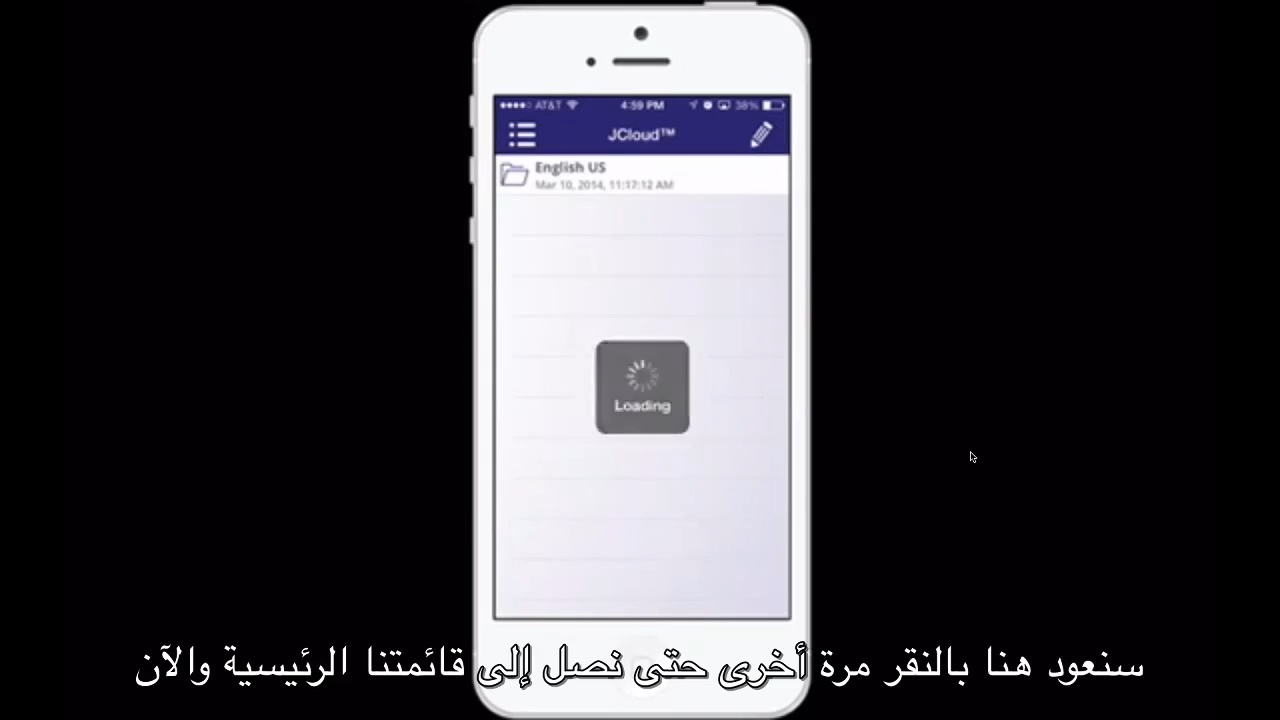 AT&T 4:59 PM 38%
JCloud™
English US
Mar 10, 2014, 11:17:12 AM
Loading
سنعود هنا بالنقر مرة أخرى حتى نصل إلى قائمتنا الرئيسية والآن